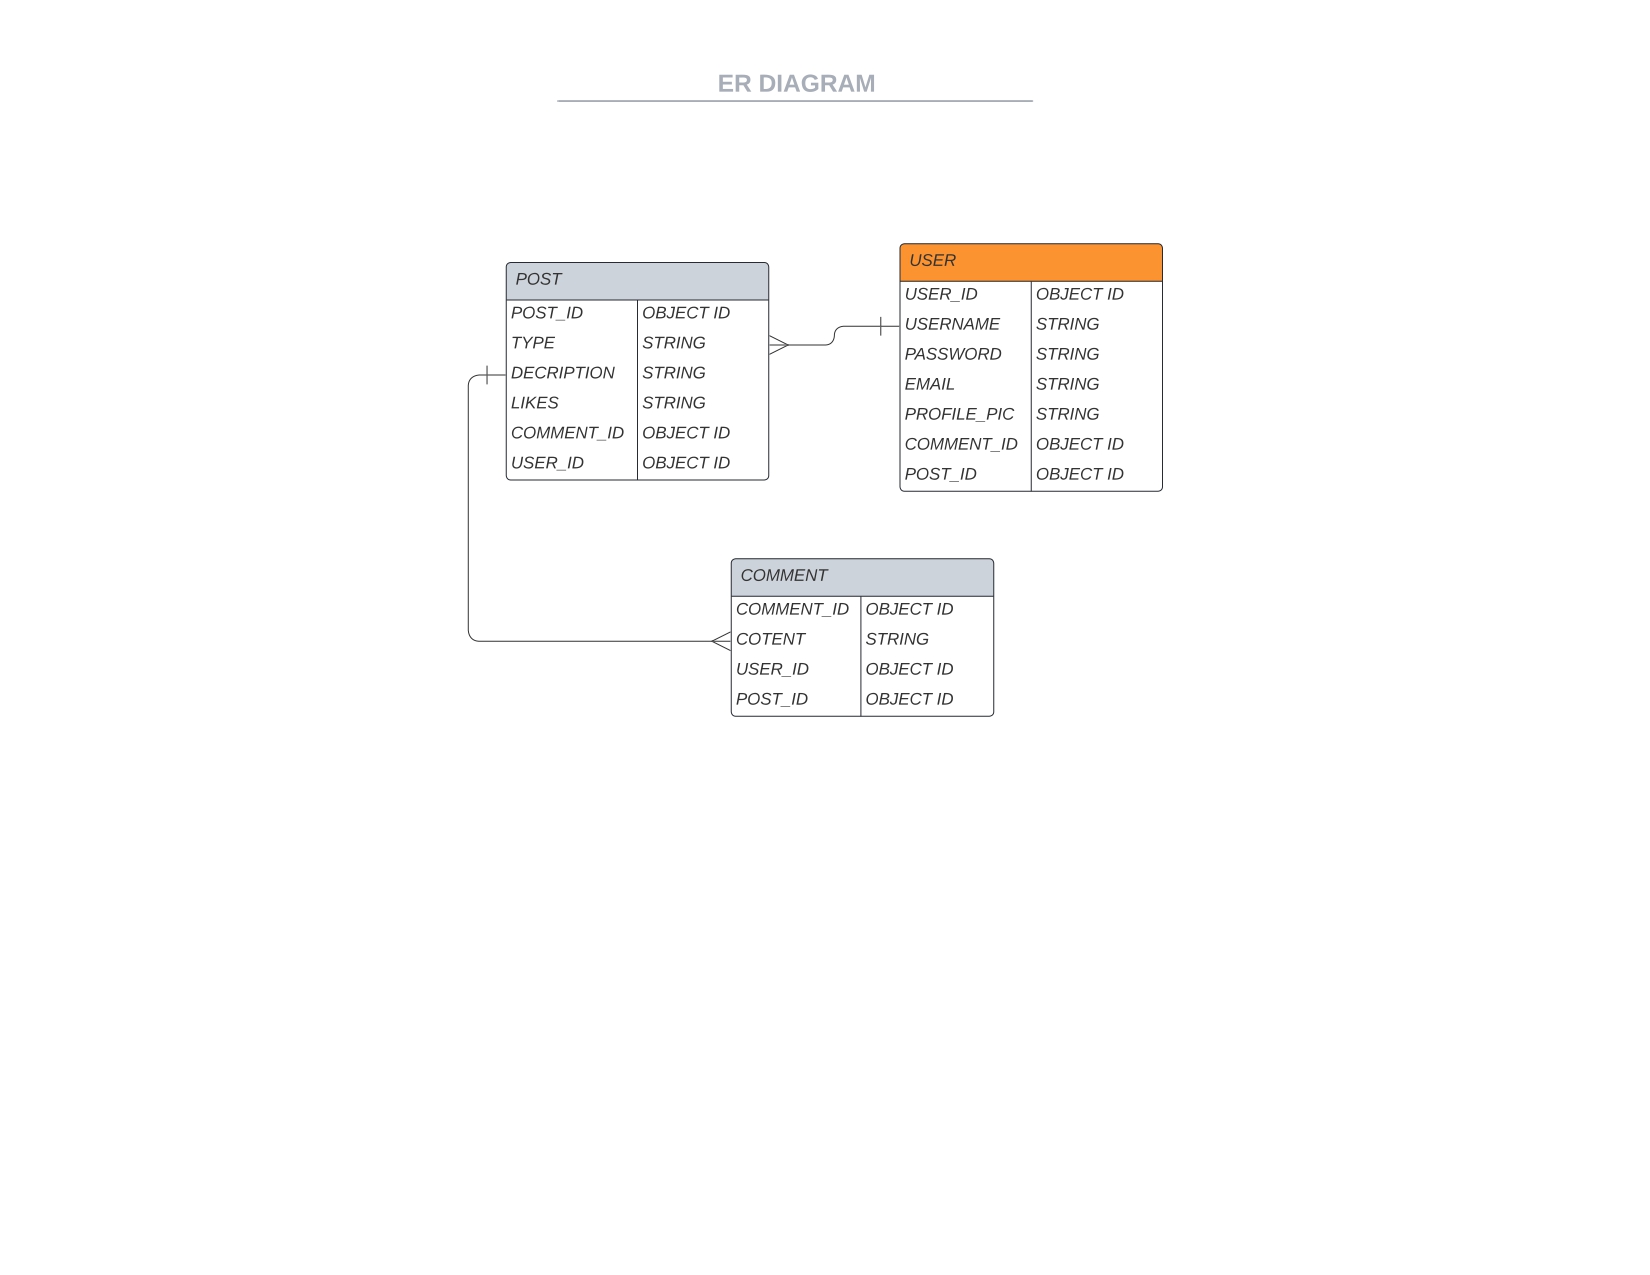 ER DIAGRAM
POST
POST_ID OBJECT ID
TYPE STRING
DECRIPTION STRING
LIKES STRING
COMMENT_ID OBJECT ID
USER_ID OBJECT ID
USER
USER_ID OBJECT ID
USERNAME STRING
PASSWORD STRING
EMAIL STRING
PROFILE_PIC STRING
COMMENT_ID OBJECT ID
POST_ID OBJECT ID
COMMENT
COMMENT_ID OBJECT ID
COTENT STRING
USER_ID OBJECT ID
POST_ID OBJECT ID